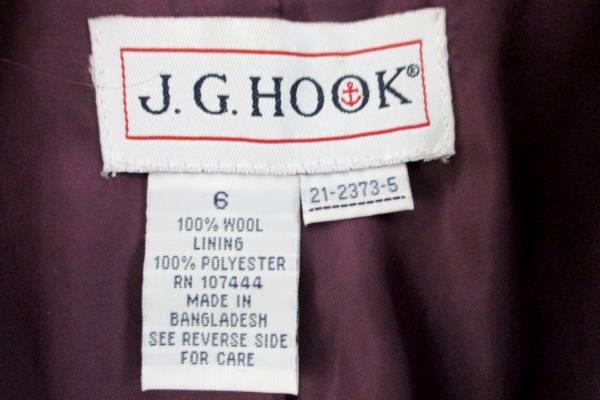 J.G.HOOK®
6
100% WOOL
LINING
100% POLYESTER
RN 107444
MADE IN
BANGLADESH
SEE REVERSE SIDE
FOR CARE
21-2373-5